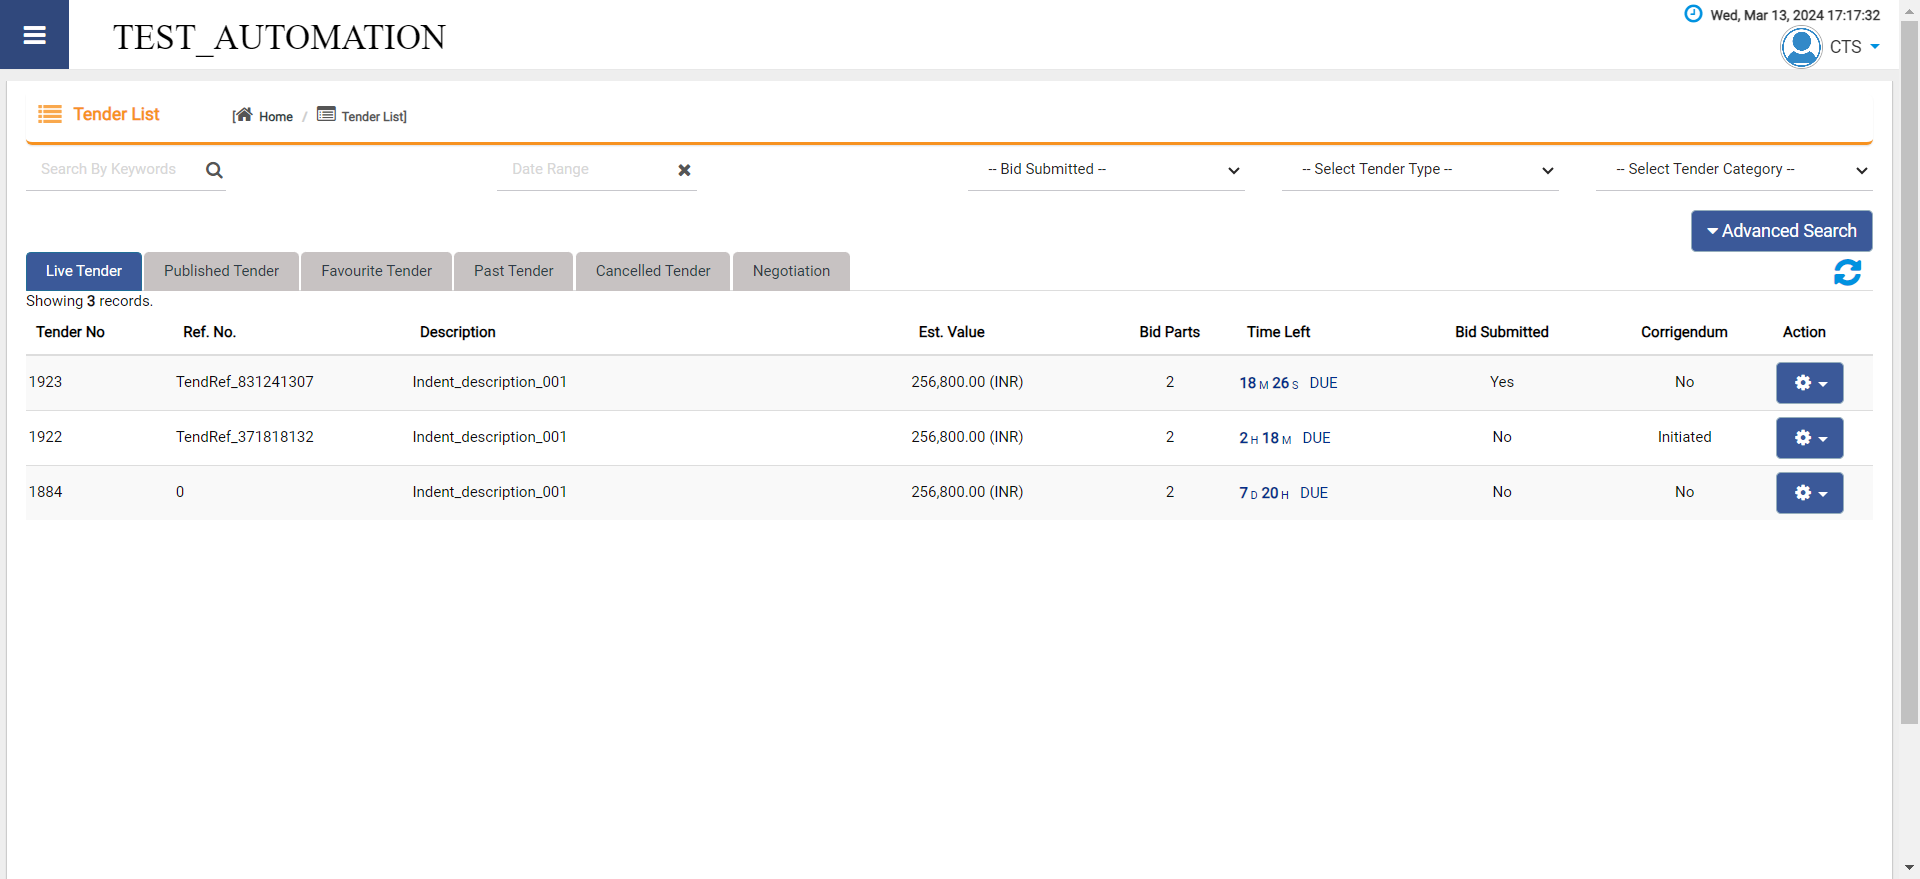 TEST_AUTOMATION
Wed, Mar 13, 2024 17:17:32
CTS
Tender List
[ Home / Tender List]
Search By Keywords
Date Range
-- Bid Submitted --
-- Select Tender Type --
-- Select Tender Category --
Advanced Search
Live Tender Published Tender Favourite Tender Past Tender Cancelled Tender Negotiation
Showing 3 records.
Tender No Ref. No. Description Est. Value Bid Parts Time Left Bid Submitted Corrigendum Action
1923 TendRef_831241307 Indent_description_001 256,800.00 (INR) 2 18 M 26 S DUE Yes No
1922 TendRef_371818132 Indent_description_001 256,800.00 (INR) 2 2 H 18 M DUE No Initiated
1884 0 Indent_description_001 256,800.00 (INR) 2 7 D 20 H DUE No No